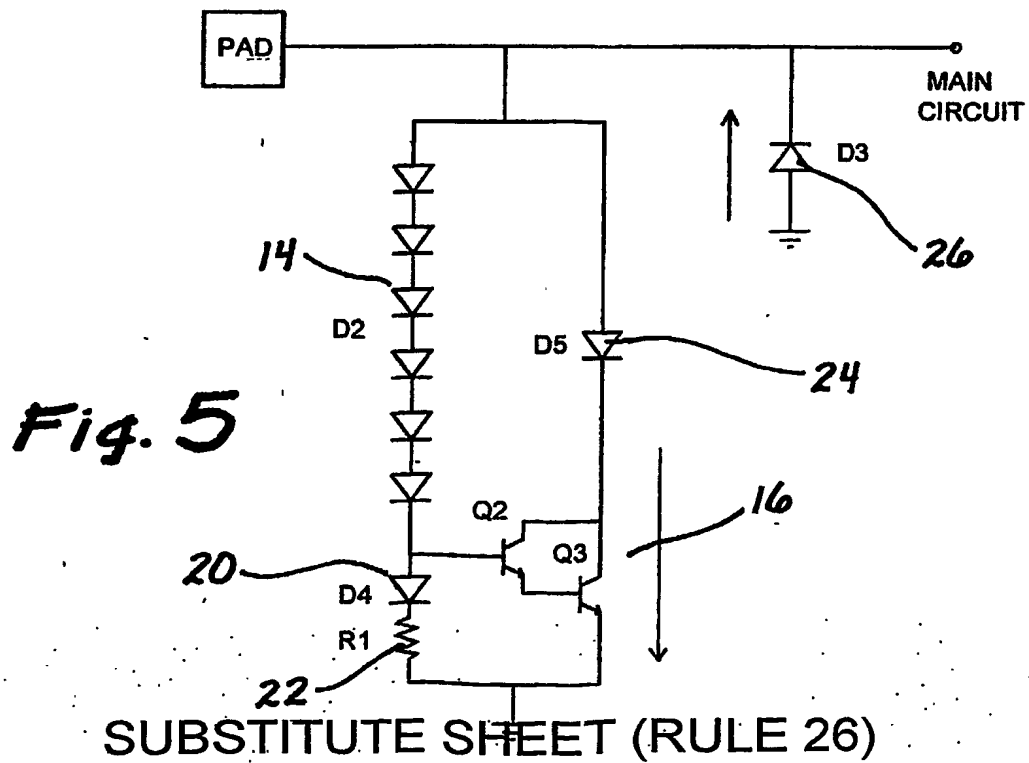 PAD
MAIN
CIRCUIT
D3
26
14
D2
D5
24
Fig. 5
Q2
16
Q3
20
D4
R1
22
SUBSTITUTE SHEET (RULE 26)